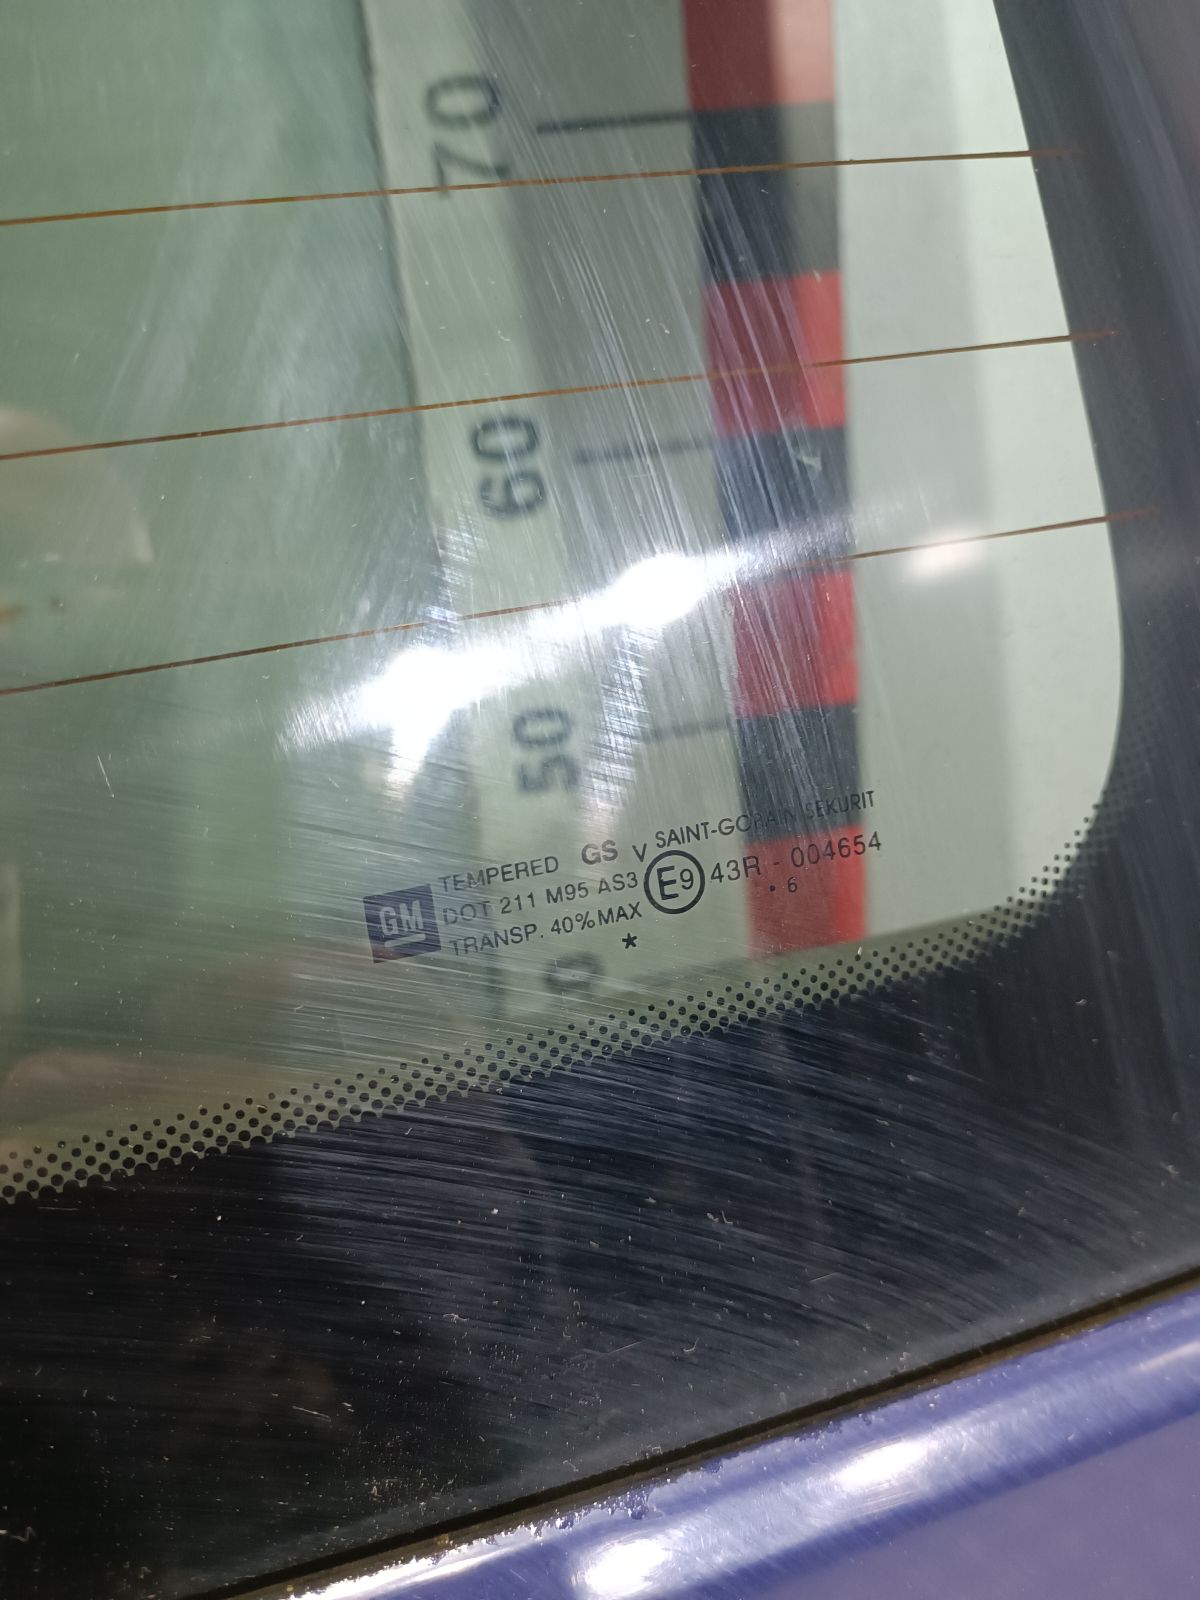 70
60
50
GM
TEMPERED GS V SAINT-GOBAIN SEKURIT
DOT 211 M95 AS3 E9 43R - 004654
TRANSP. 40% MAX • 6
*